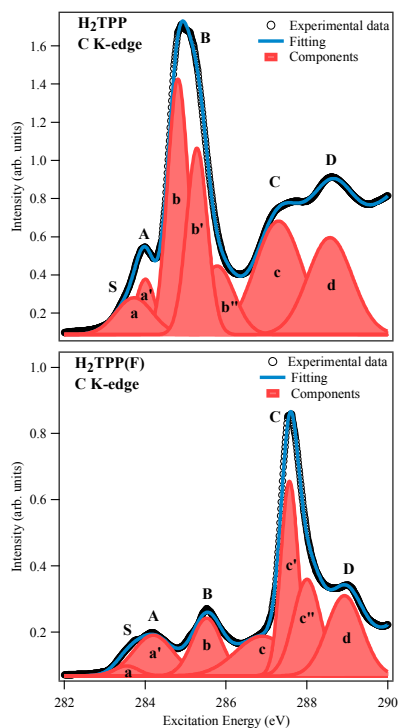 H2TPP
C K-edge
Experimental data
Fitting
Components
B
A
S
C
D
a
a'
b
b'
b"
c
d
1.6
1.4
1.2
1.0
0.8
0.6
0.4
0.2
Intensity (arb. units)
H2TPP(F)
C K-edge
Experimental data
Fitting
Components
C
B
A
S
D
a
a'
b
c
c'
c"
d
1.0
0.8
0.6
0.4
0.2
Intensity (arb. units)
282
284
286
288
290
Excitation Energy (eV)